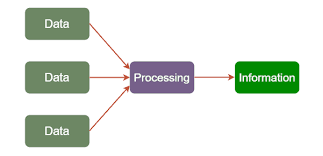 Data
Data
Processing
Information
Data